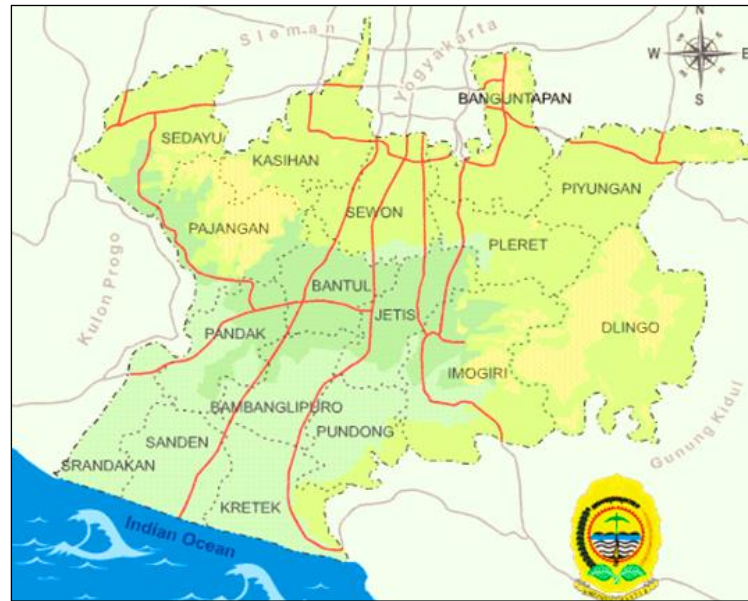 N
W E
S
Sleman
Yogyakarta
BANGUNTAPAN
SEDAYU
KASIHAN
PIYUNGAN
SEWON
PAJANGAN
PLERET
BANTUL
JETIS
PANDAK
DLINGO
IMOGIRI
Kulon Progo
BAMBANGLIPURO
PUNDONG
SANDEN
Gunung Kidul
SRANDAKAN
KRETEK
Indian Ocean